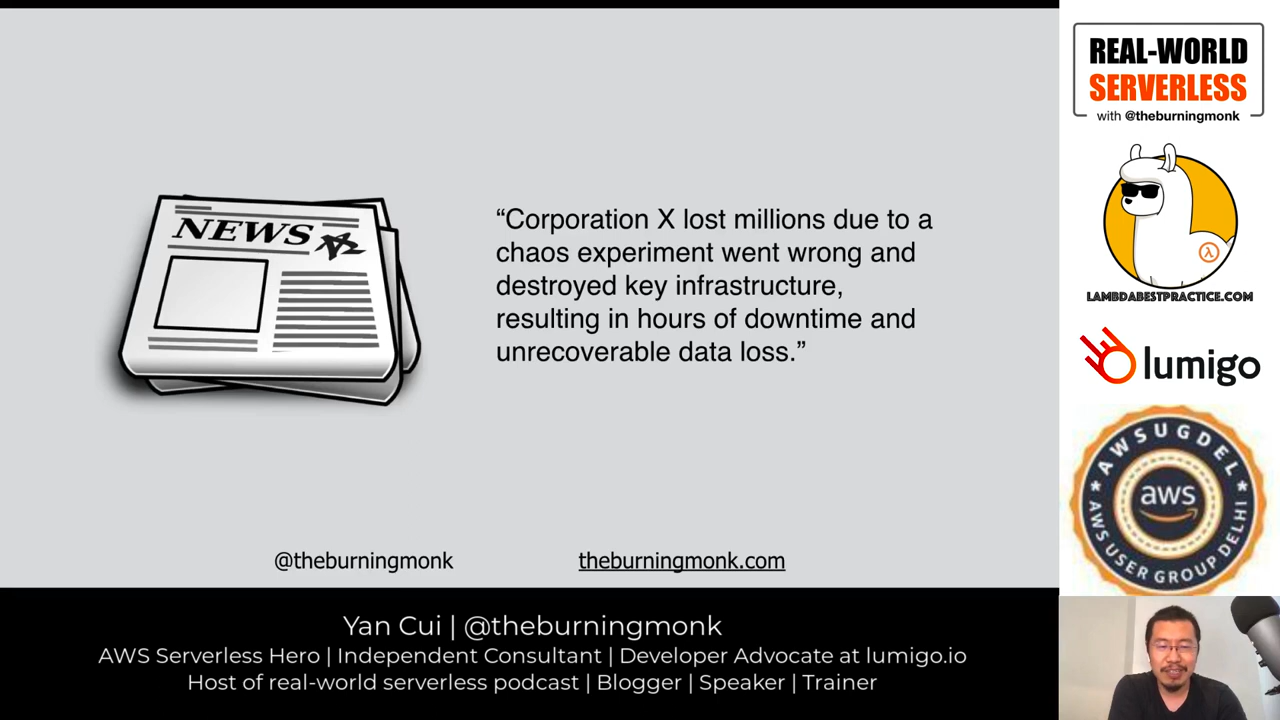 NEWS
“Corporation X lost millions due to a
chaos experiment went wrong and
destroyed key infrastructure,
resulting in hours of downtime and
unrecoverable data loss.”
@theburningmonk
theburningmonk.com
Yan Cui | @theburningmonk
AWS Serverless Hero | Independent Consultant | Developer Advocate at lumigo.io
Host of real-world serverless podcast | Blogger | Speaker | Trainer
REAL-WORLD
SERVERLESS
with @theburningmonk
λ
LAMBDABESTPRACTICE.COM
lumigo
* AWSUGDEL *
aws
AWS USER GROUP DELHI